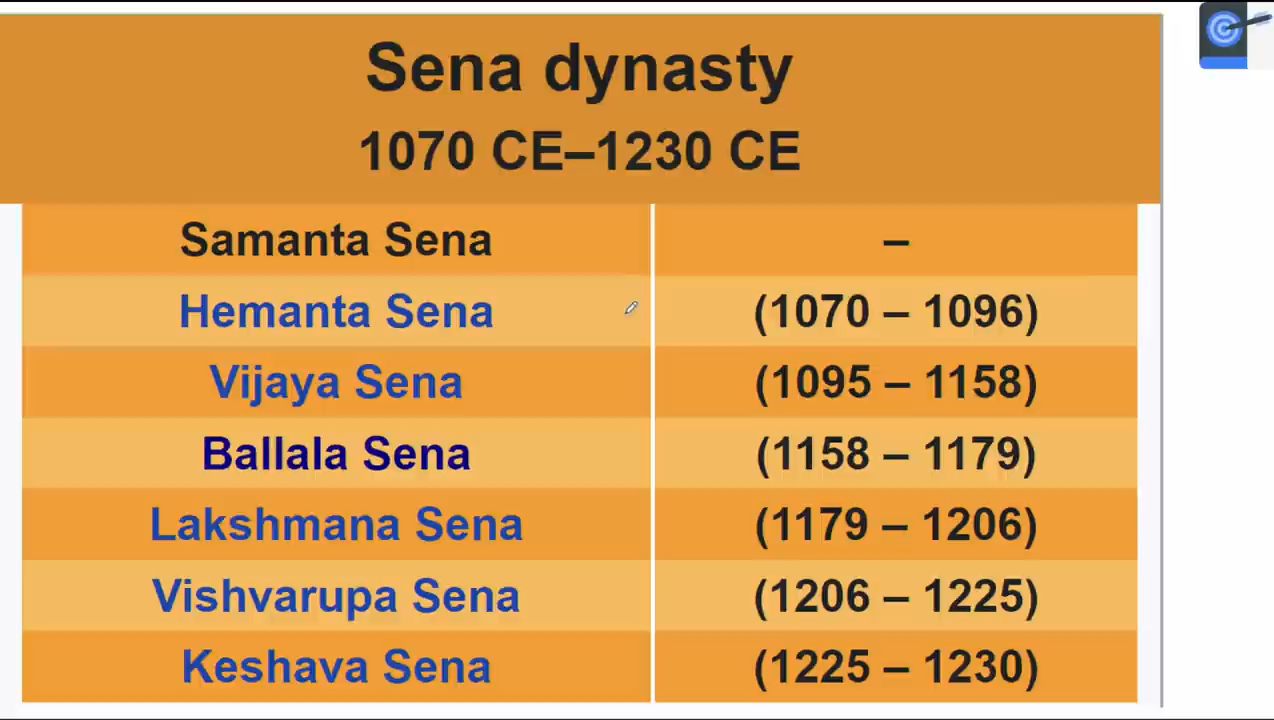 Sena dynasty
1070 CE–1230 CE
Samanta Sena –
Hemanta Sena (1070 – 1096)
Vijaya Sena (1095 – 1158)
Ballala Sena (1158 – 1179)
Lakshmana Sena (1179 – 1206)
Vishvarupa Sena (1206 – 1225)
Keshava Sena (1225 – 1230)